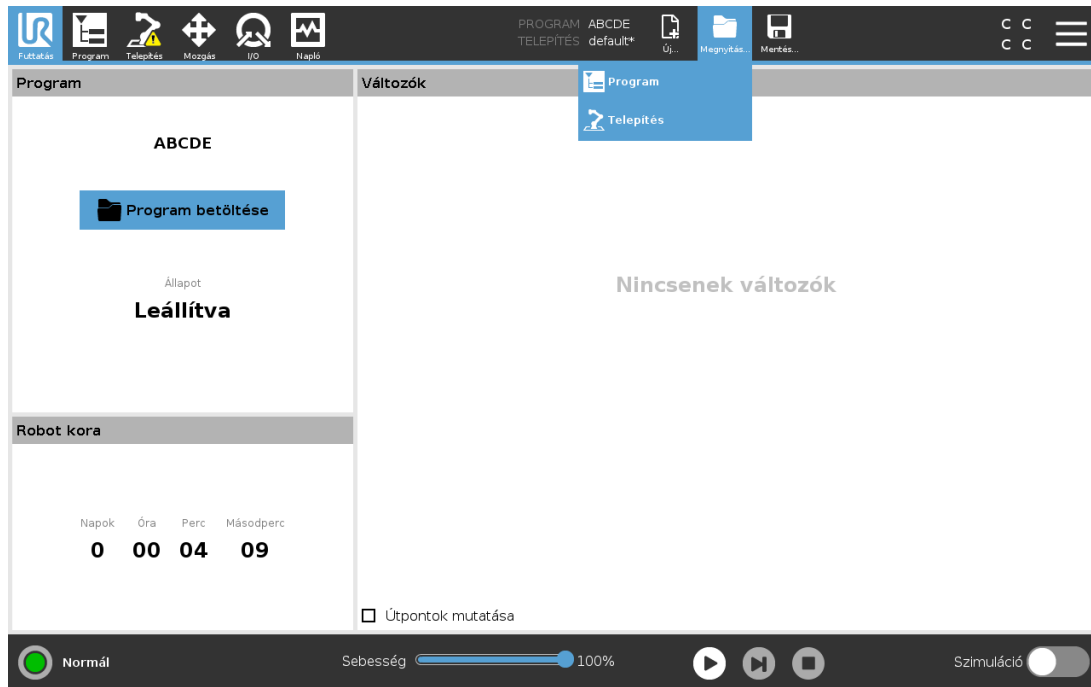 UR
Futtatás
Program
Telepítés
Mozgás
I/O
Napló
PROGRAM ABCDE
TELEPÍTÉS default*
Új...
Megnyitás...
Mentés...
C C
C C
Program
Telepítés
Program
Változók
ABCDE
Program betöltése
Állapot
Leállítva
Nincsenek változók
Robot kora
Napok Óra Perc Másodperc
0 00 04 09
Útpontok mutatása
Normál
Sebesség 100%
Szimuláció